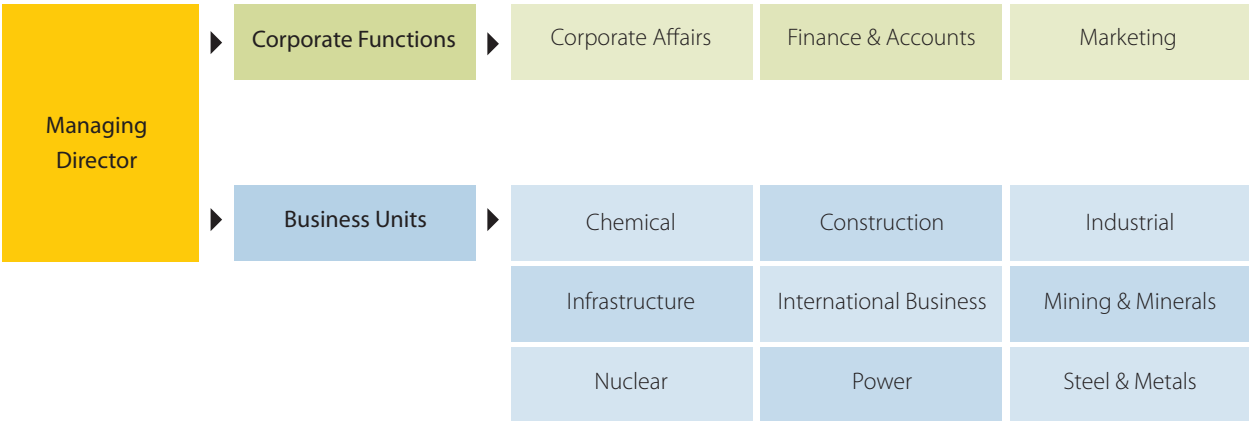 Managing
Director
Corporate Functions
Corporate Affairs
Finance & Accounts
Marketing
Business Units
Chemical
Construction
Industrial
Infrastructure
International Business
Mining & Minerals
Nuclear
Power
Steel & Metals